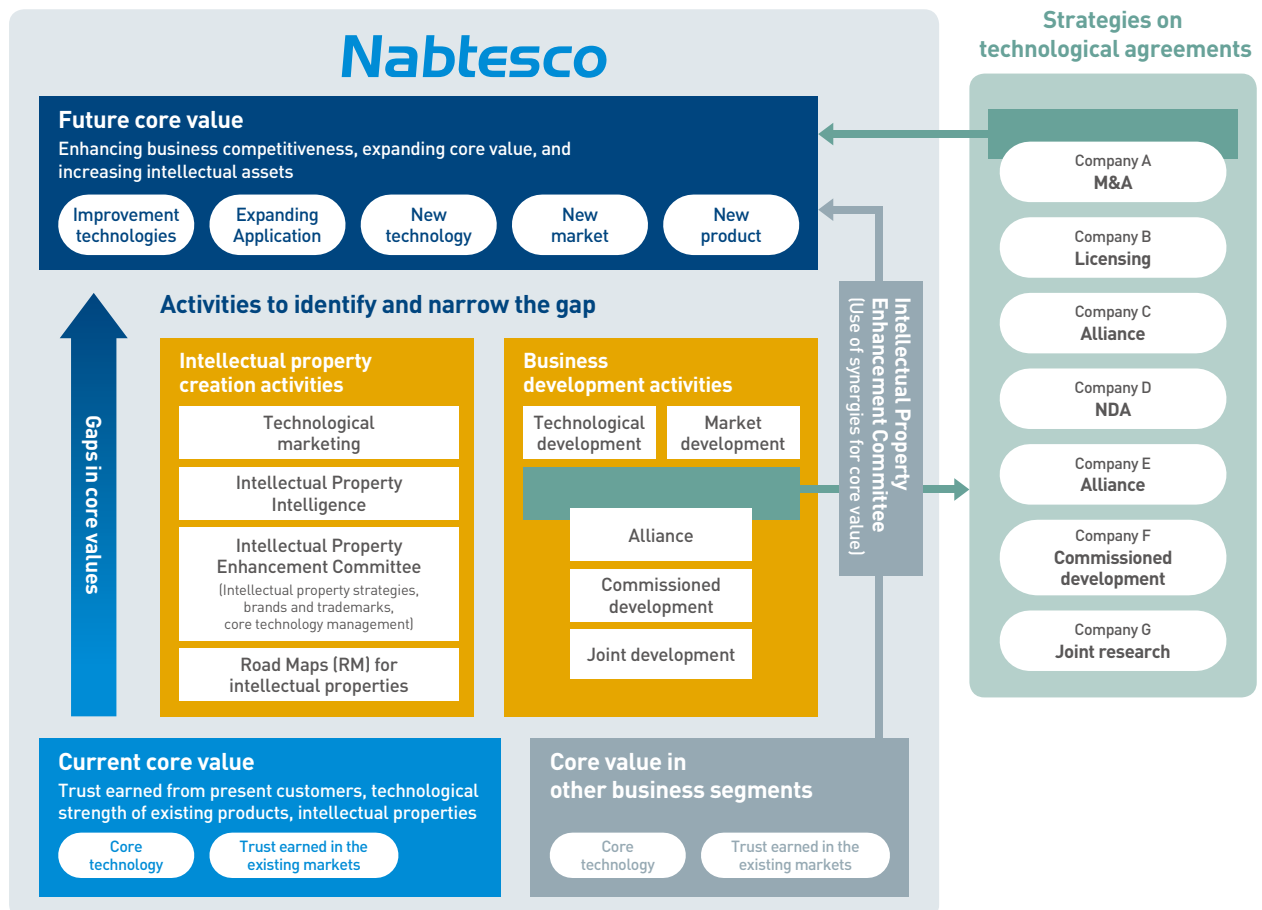 Nabtesco
Strategies on
technological agreements
Future core value
Enhancing business competitiveness, expanding core value, and
increasing intellectual assets
Improvement
technologies
Expanding
Application
New
technology
New
market
New
product
Activities to identify and narrow the gap
Gaps in core values
Intellectual property
creation activities
Technological
marketing
Intellectual Property
Intelligence
Intellectual Property
Enhancement Committee
(Intellectual property strategies,
brands and trademarks,
core technology management)
Road Maps (RM) for
intellectual properties
Business
development activities
Technological
development
Market
development
Alliance
Commissioned
development
Joint development
Intellectual Property
Enhancement Committee
(Use of synergies for core value)
Current core value
Trust earned from present customers, technological
strength of existing products, intellectual properties
Core
technology
Trust earned in the
existing markets
Core value in
other business segments
Core
technology
Trust earned in the
existing markets
Company A
M&A
Company B
Licensing
Company C
Alliance
Company D
NDA
Company E
Alliance
Company F
Commissioned
development
Company G
Joint research